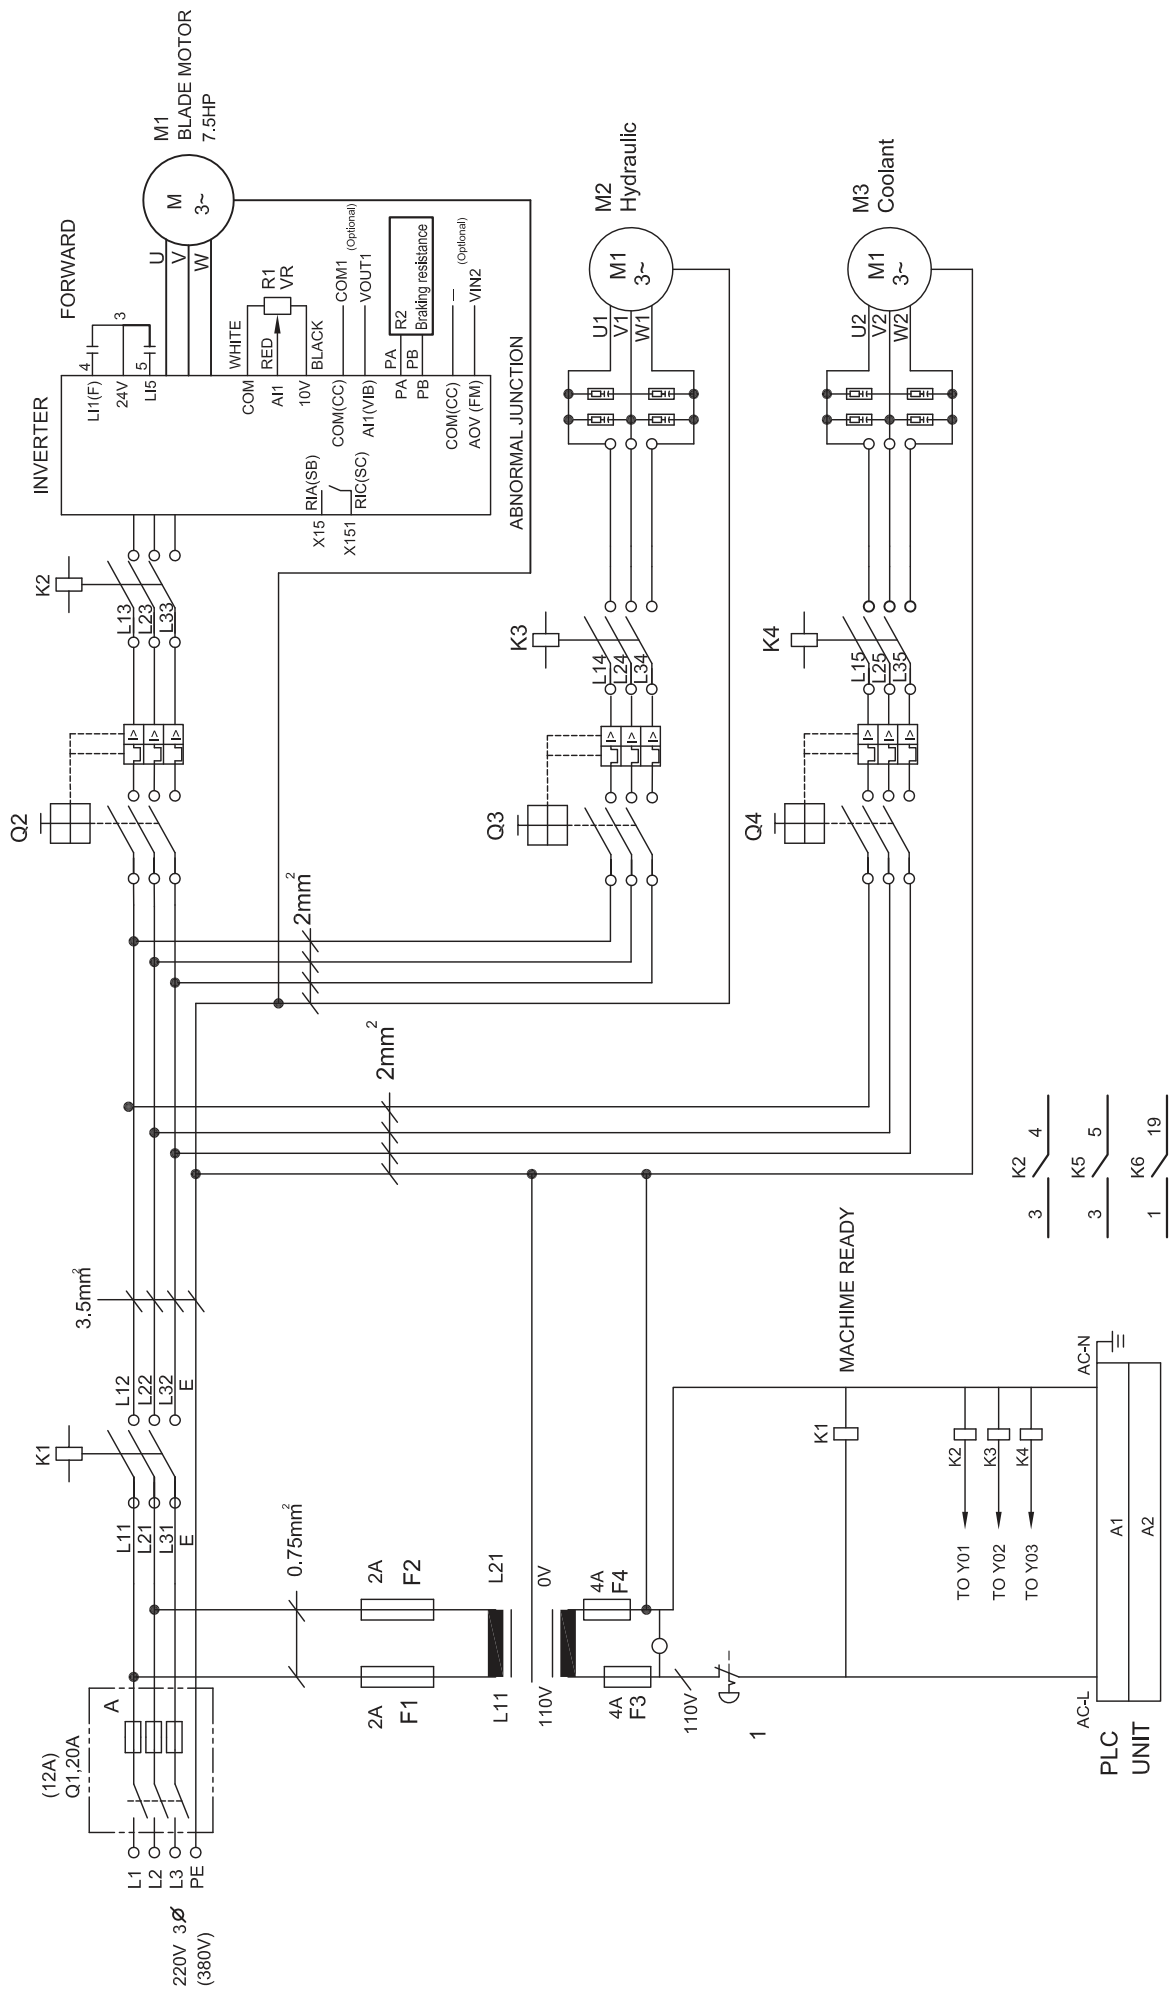 220V 3Ø
(380V)
L1
L2
L3
PE
(12A)
Q1,20A
A
L11
L21
L31
E
K1
L12
L22
L32
E
3.5mm²
2mm²
2mm²
Q2
L13
L23
L33
K2
I>
I>
I>
INVERTER
FORWARD
LI1(F)
24V
LI5
4
5
3
U
V
W
M
3~
M1
BLADE MOTOR
7.5HP
COM
AI1
10V
WHITE
RED
BLACK
R1
VR
COM(CC)
AI1(VIB)
COM1
(Optional)
VOUT1
PA
PB
PA
PB
R2
Braking resistance
COM(CC)
AOV (FM)
—
(Optlonal)
VIN2
RIA(SB)
RIC(SC)
X15
X151
ABNORMAL JUNCTION
Q3
I>
I>
I>
K3
L14
L24
L34
U1
V1
W1
M1
3~
M2
Hydraulic
Q4
I>
I>
I>
K4
L15
L25
L35
U2
V2
W2
M1
3~
M3
Coolant
0.75mm²
2A
F1
2A
F2
L11
L21
110V
0V
4A
F3
4A
F4
110V
1
MACHIME READY
K1
K2
K3
K4
TO Y01
TO Y02
TO Y03
AC-L
AC-N
PLC
UNIT
A1
A2
3
K2
4
3
K5
5
1
K6
19